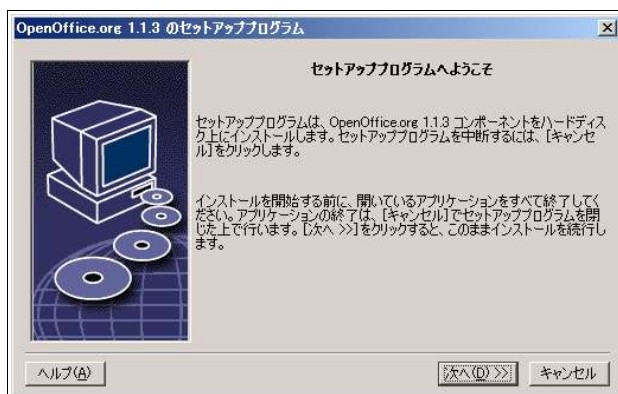 OpenOffice.org 1.1.3 のセットアッププログラム
セットアッププログラムへようこそ
セットアッププログラムは、OpenOffice.org 1.1.3 コンポーネントをハードディス
ク上にインストールします。セットアッププログラムを中断するには、[キャンセ
ル]をクリックします。
インストールを開始する前に、開いているアプリケーションをすべて終了してく
ださい。アプリケーションの終了は、[キャンセル]でセットアッププログラムを閉
じた上で行います。[次へ >>]をクリックすると、このままインストールを続行し
ます。
ヘルプ(A)
次へ(D) >>
キャンセル